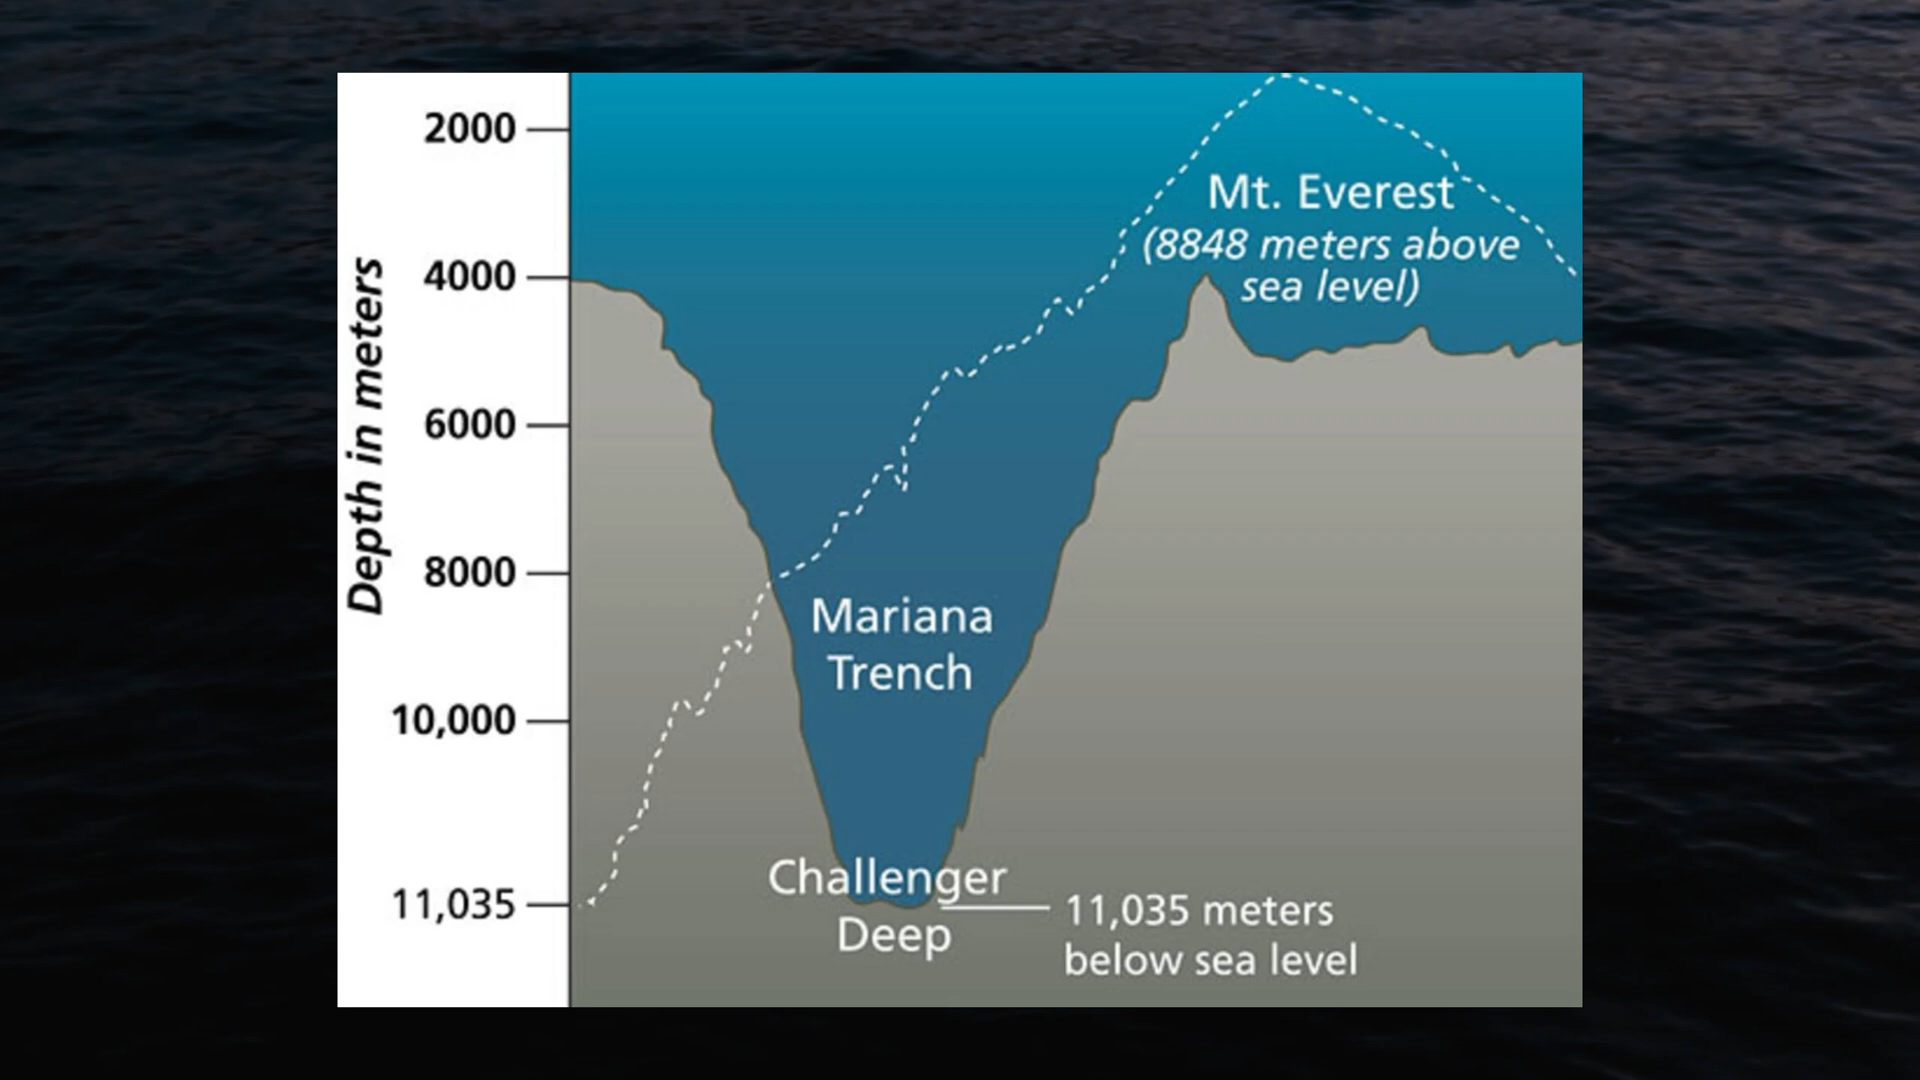 2000
4000
6000
8000
10,000
11,035
Depth in meters
Mt. Everest
(8848 meters above
sea level)
Mariana
Trench
Challenger
Deep
11,035 meters
below sea level